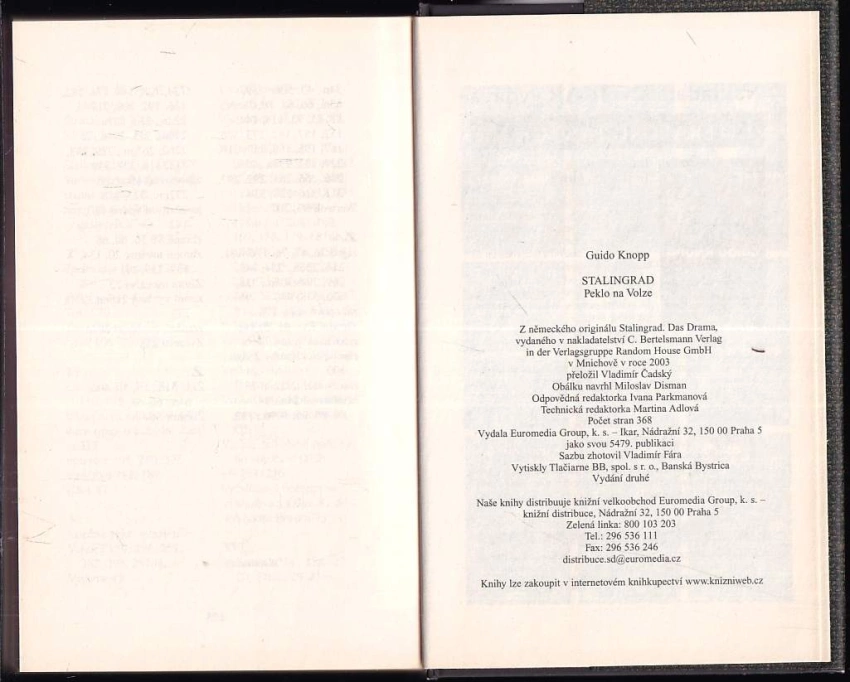 Guido Knopp
STALINGRAD
Peklo na Volze
Z německého originálu Stalingrad. Das Drama,
vydaného v nakladatelství C. Bertelsmann Verlag
in der Verlagsgruppe Random House GmbH
v Mnichově v roce 2003
přeložil Vladimír Čadský
Obálku navrhl Miloslav Disman
Odpovědná redaktorka Ivana Parkmanová
Technická redaktorka Martina Adlová
Počet stran 368
Vydala Euromedia Group, k. s. – Ikar, Nádražní 32, 150 00 Praha 5
jako svou 5479. publikaci
Sazbu zhotovil Vladimír Fára
Vytiskly Tlačiarne BB, spol. s r. o., Banská Bystrica
Vydání druhé
Naše knihy distribuuje knižní velkoobchod Euromedia Group, k. s. –
knižní distribuce, Nádražní 32, 150 00 Praha 5
Zelená linka: 800 103 203
Tel.: 296 536 111
Fax: 296 536 246
distribuce.sd@euromedia.cz
Knihy lze zakoupit v internetovém knihkupectví www.knizniweb.cz